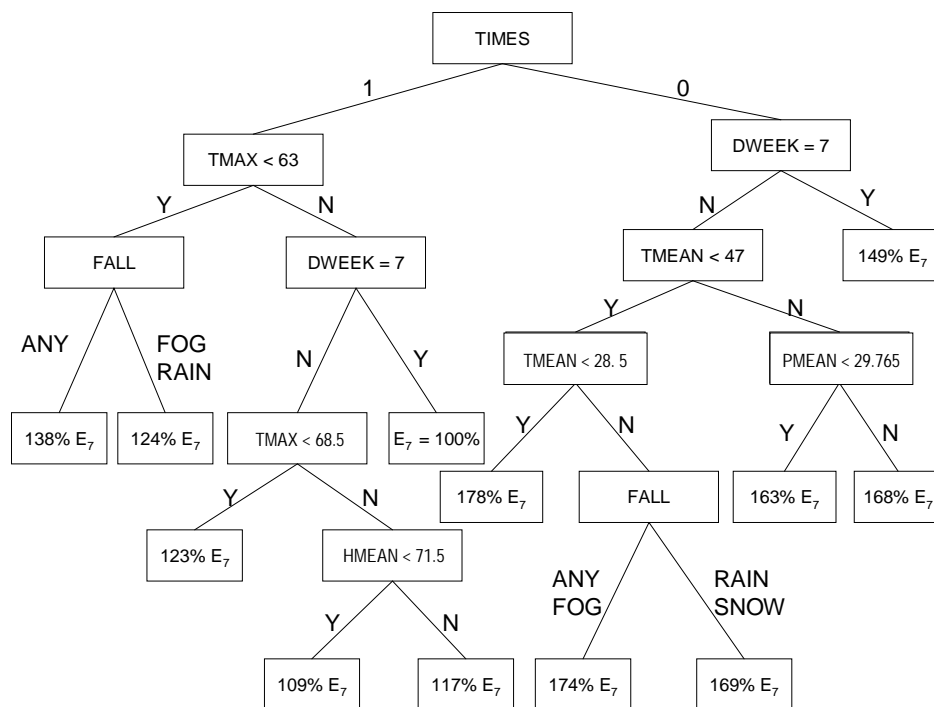 TIMES
1
0
TMAX < 63
DWEEK = 7
Y
N
N
Y
FALL
DWEEK = 7
TMEAN < 47
149% E₇
ANY
FOG
RAIN
N
Y
Y
N
TMEAN < 28. 5
PMEAN < 29.765
138% E₇
124% E₇
TMAX < 68.5
E₇ = 100%
Y
N
Y
N
178% E₇
FALL
163% E₇
168% E₇
Y
N
123% E₇
HMEAN < 71.5
ANY
FOG
RAIN
SNOW
Y
N
109% E₇
117% E₇
174% E₇
169% E₇